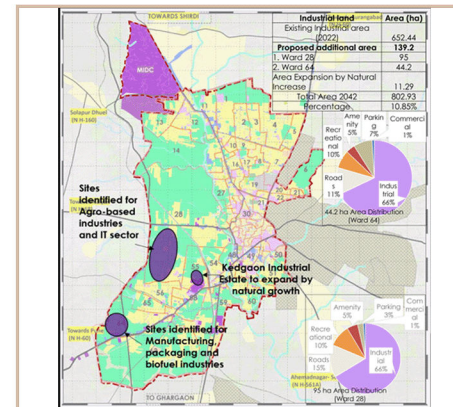 TOWARDS SHIRDI
Industrial land Area (ha)
Existing Industrial area (2022) 652.44
Proposed additional area 139.2
1. Ward 28 95
2. Ward 64 44.2
Area Expansion by Natural Increase 11.29
Total Area 2042 802.93
Percentage 10.85%
MIDC
Solapur Dhule
(N H-160)
Ame
nity
5%
Parkin
g
7%
Commerci
al
1%
Recre
ational
10%
Road
s
11%
Indus
trial
66%
44.2 ha Area Distribution
(Ward 64)
Sites
identified for
Agro-based
industries
and IT sector
Kedgaon Industrial
Estate to expand by
natural growth
Sites identified for
Manufacturing,
packaging and
biofuel industries
Amenity
5%
Parking
3%
Com
merci
al
1%
Recre
ational
10%
Roads
15%
Industri
al
66%
95 ha Area Distribution
(Ward 28)
(N H-561A)
TO GHARGAON